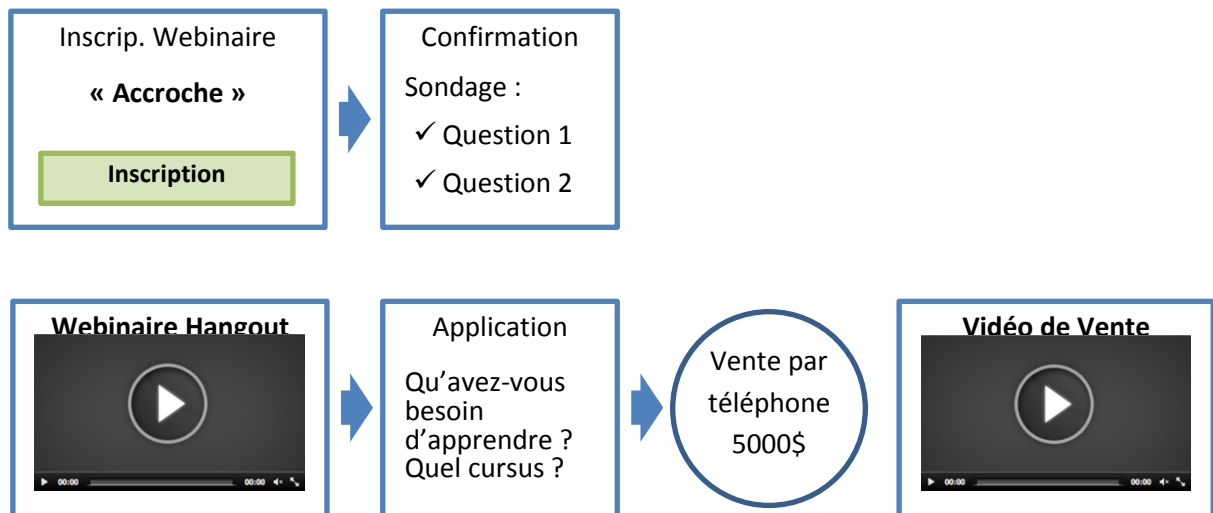 Inscrip. Webinaire
« Accroche »
Inscription
Confirmation
Sondage :
✓ Question 1
✓ Question 2
Webinaire Hangout
00:00
00:00
Application
Qu’avez-vous
besoin
d’apprendre ?
Quel cursus ?
Vente par
téléphone
5000$
Vidéo de Vente
00:00
00:00